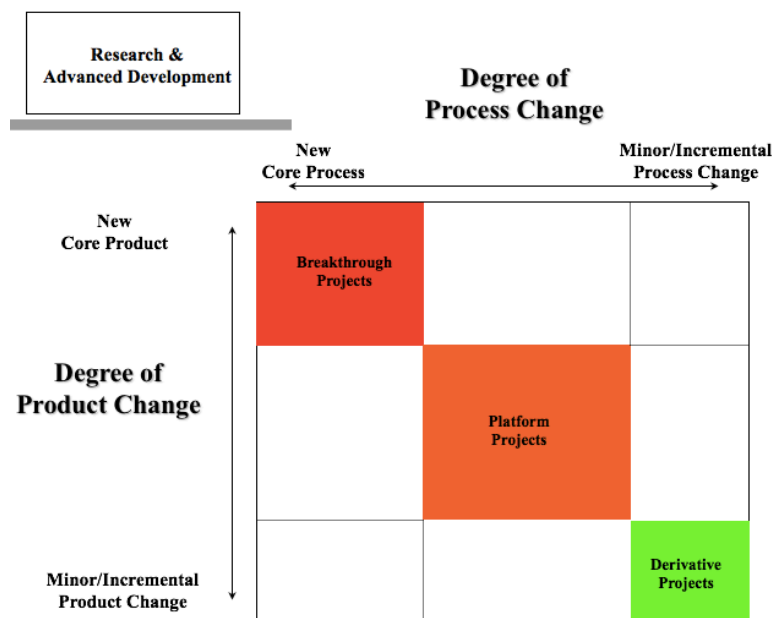 Research &
Advanced Development
Degree of
Process Change
New
Core Process
Minor/Incremental
Process Change
New
Core Product
Breakthrough
Projects
Degree of
Product Change
Platform
Projects
Minor/Incremental
Product Change
Derivative
Projects